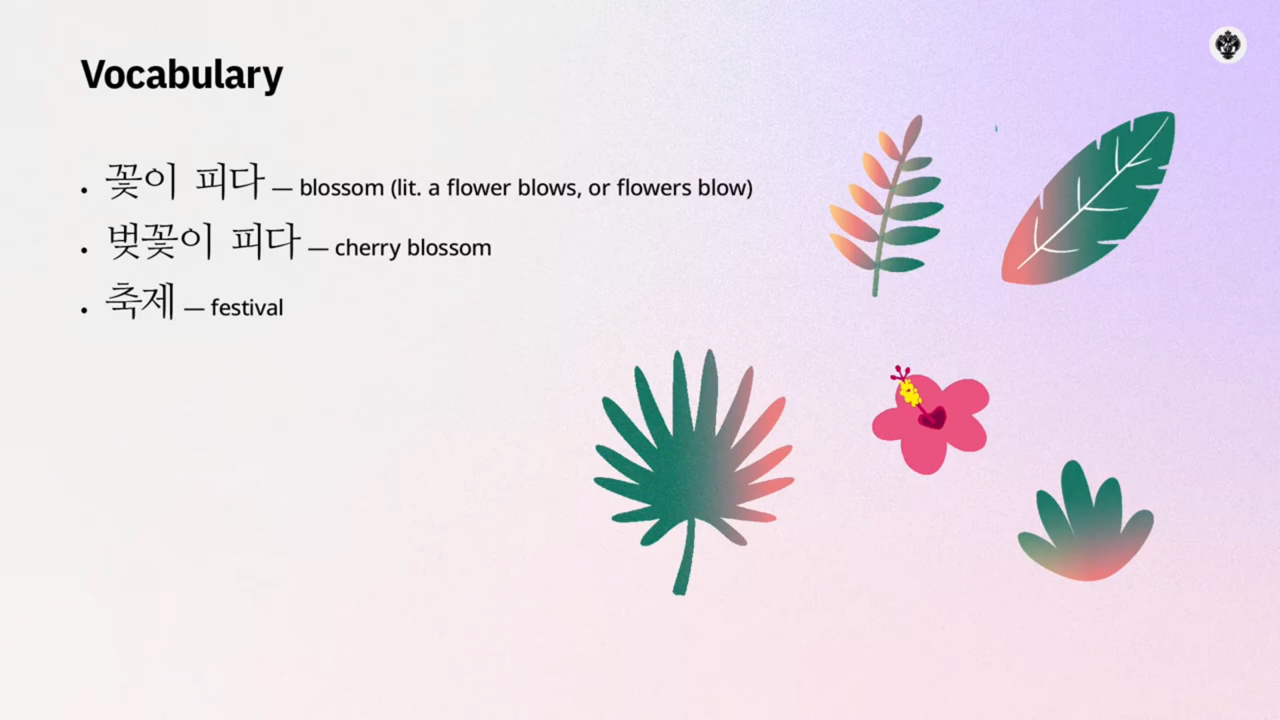 Vocabulary
• 꽃이 피다 — blossom (lit. a flower blows, or flowers blow)
• 벚꽃이 피다 — cherry blossom
• 축제 — festival